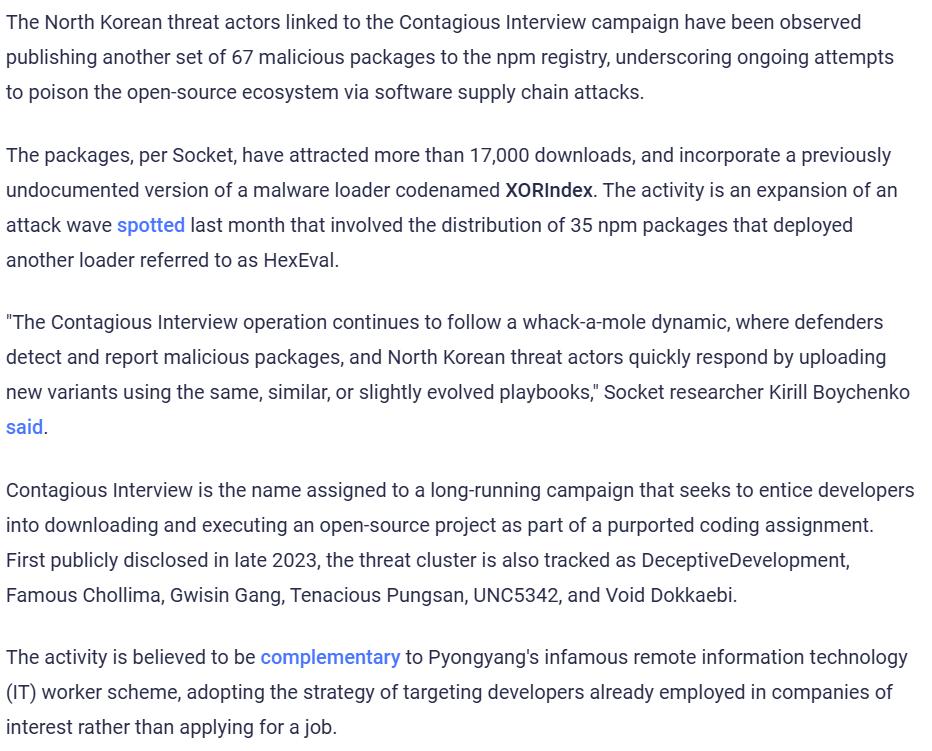 The North Korean threat actors linked to the Contagious Interview campaign have been observed
publishing another set of 67 malicious packages to the npm registry, underscoring ongoing attempts
to poison the open-source ecosystem via software supply chain attacks.
The packages, per Socket, have attracted more than 17,000 downloads, and incorporate a previously
undocumented version of a malware loader codenamed XORIndex. The activity is an expansion of an
attack wave spotted last month that involved the distribution of 35 npm packages that deployed
another loader referred to as HexEval.
"The Contagious Interview operation continues to follow a whack-a-mole dynamic, where defenders
detect and report malicious packages, and North Korean threat actors quickly respond by uploading
new variants using the same, similar, or slightly evolved playbooks," Socket researcher Kirill Boychenko
said.
Contagious Interview is the name assigned to a long-running campaign that seeks to entice developers
into downloading and executing an open-source project as part of a purported coding assignment.
First publicly disclosed in late 2023, the threat cluster is also tracked as DeceptiveDevelopment,
Famous Chollima, Gwisin Gang, Tenacious Pungsan, UNC5342, and Void Dokkaebi.
The activity is believed to be complementary to Pyongyang's infamous remote information technology
(IT) worker scheme, adopting the strategy of targeting developers already employed in companies of
interest rather than applying for a job.